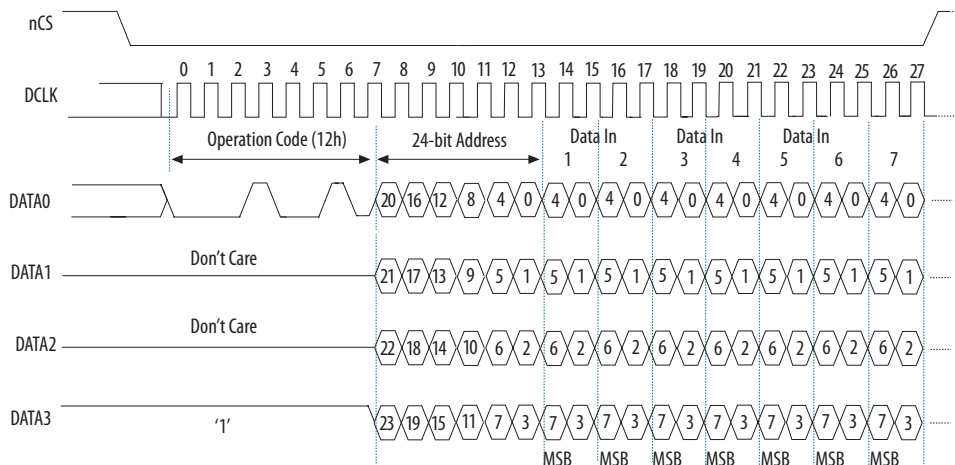 nCS
0 1 2 3 4 5 6 7 8 9 10 11 12 13 14 15 16 17 18 19 20 21 22 23 24 25 26 27
DCLK
Operation Code (12h) 24-bit Address Data In Data In Data In
1 2 3 4 5 6 7
DATA0 20 16 12 8 4 0 4 0 4 0 4 0 4 0 4 0 4 0 4 0
Don't Care
DATA1 21 17 13 9 5 1 5 1 5 1 5 1 5 1 5 1 5 1 5 1
Don't Care
DATA2 22 18 14 10 6 2 6 2 6 2 6 2 6 2 6 2 6 2 6 2
DATA3 '1' 23 19 15 11 7 3 7 3 7 3 7 3 7 3 7 3 7 3 7 3
MSB MSB MSB MSB MSB MSB MSB